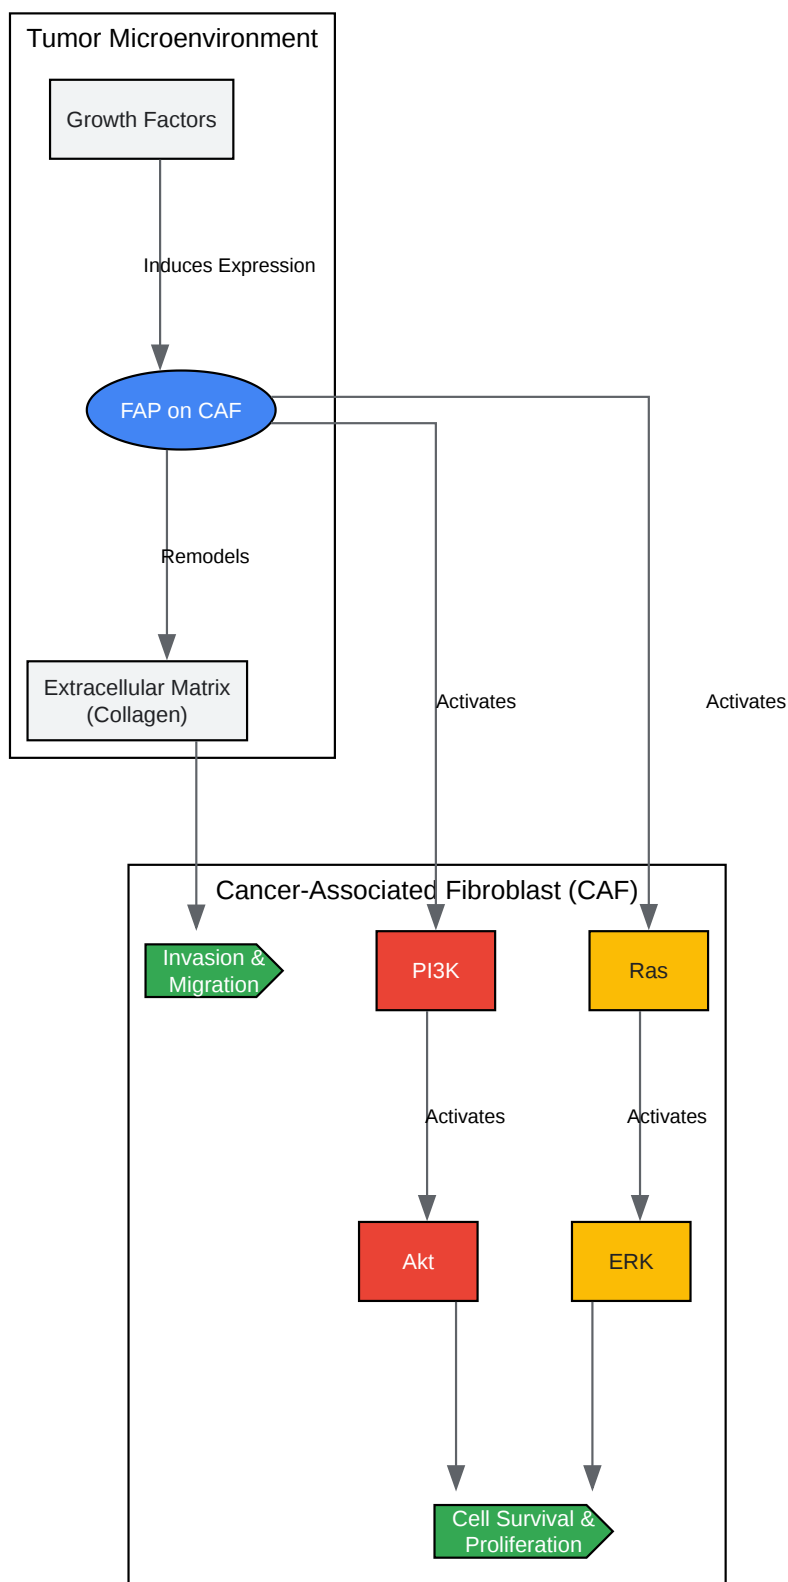 Tumor Microenvironment
Growth Factors
Induces Expression
FAP on CAF
Remodels
Extracellular Matrix
(Collagen)
Activates
Activates
Cancer-Associated Fibroblast (CAF)
Invasion &
Migration
PI3K
Ras
Activates
Activates
Akt
ERK
Cell Survival &
Proliferation